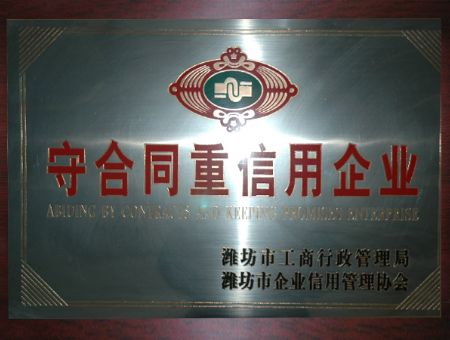 守合同重信用企业
ABIDING BY CONTRACTS AND KEEPING PROMISES ENTERPRISE
潍坊市工商行政管理局
潍坊市企业信用管理协会